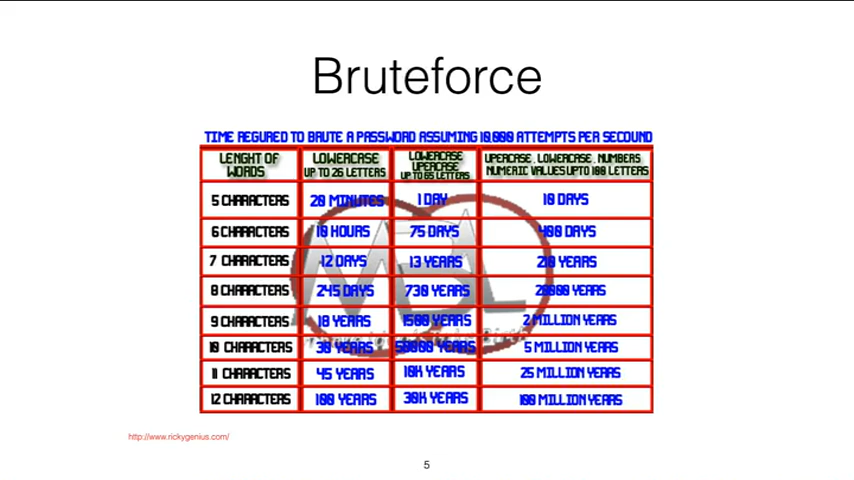 Bruteforce
TIME REGURED TO BRUTE A PASSWORD ASSUMING 10,000 ATTEMPTS PER SECOUND
LENGHT OF WORDS
LOWERCASE UP TO 26 LETTERS
LOWERCASE UPPERCASE UP TO 65 LETTERS
UPERCASE, LOWERCASE, NUMBERS NUMERIC VALUES UPTO 100 LETTERS
5 CHARACTERS 20 MINUTES 1 DAY 10 DAYS
6 CHARACTERS 10 HOURS 75 DAYS 400 DAYS
7 CHARACTERS 12 DAYS 13 YEARS 210 YEARS
8 CHARACTERS 245 DAYS 730 YEARS 20000 YEARS
9 CHARACTERS 18 YEARS 1500 YEARS 2 MILLION YEARS
10 CHARACTERS 30 YEARS 50000 YEARS 5 MILLION YEARS
11 CHARACTERS 45 YEARS 10K YEARS 25 MILLION YEARS
12 CHARACTERS 100 YEARS 30K YEARS 100 MILLION YEARS
http://www.rickygenius.com/
5